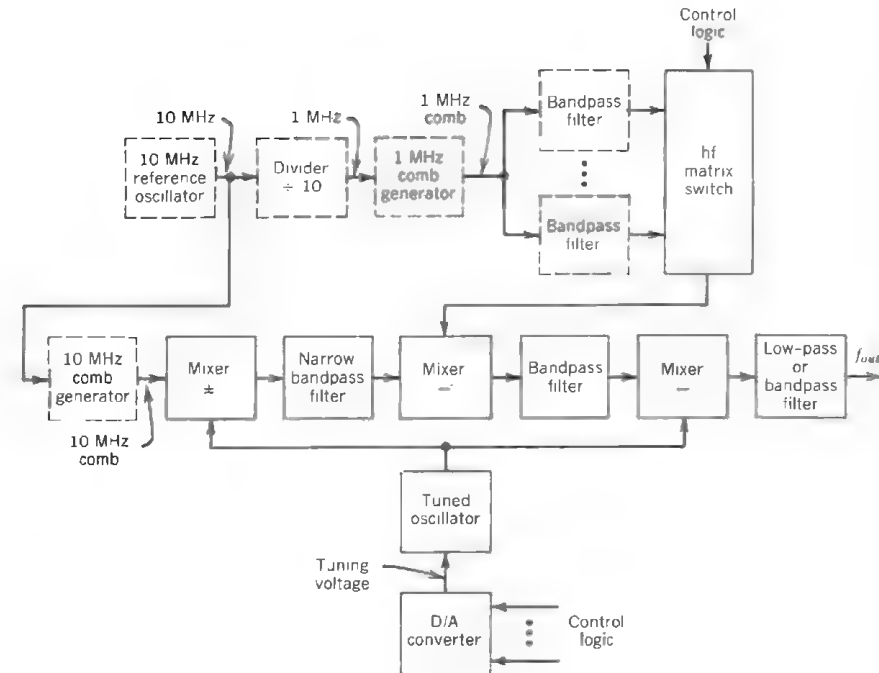 Control
logic
10 MHz
1 MHz
1 MHz
comb
10 MHz
reference
oscillator
Divider
÷ 10
1 MHz
comb
generator
Bandpass
filter
Bandpass
filter
hf
matrix
switch
10 MHz
comb
generator
10 MHz
comb
Mixer
±
Narrow
bandpass
filter
Mixer
−
Bandpass
filter
Mixer
−
Low-pass
or
bandpass
filter
fout
Tuned
oscillator
Tuning
voltage
D/A
converter
Control
logic